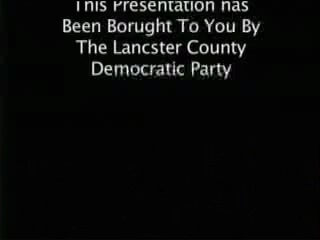 This Presentation has
Been Borught To You By
The Lancster County
Democratic Party